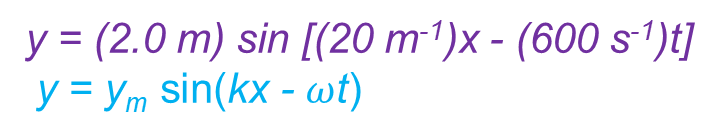 y = (2.0 m) sin [(20 m⁻¹)x - (600 s⁻¹)t]
y = yₘ sin(kx - ωt)